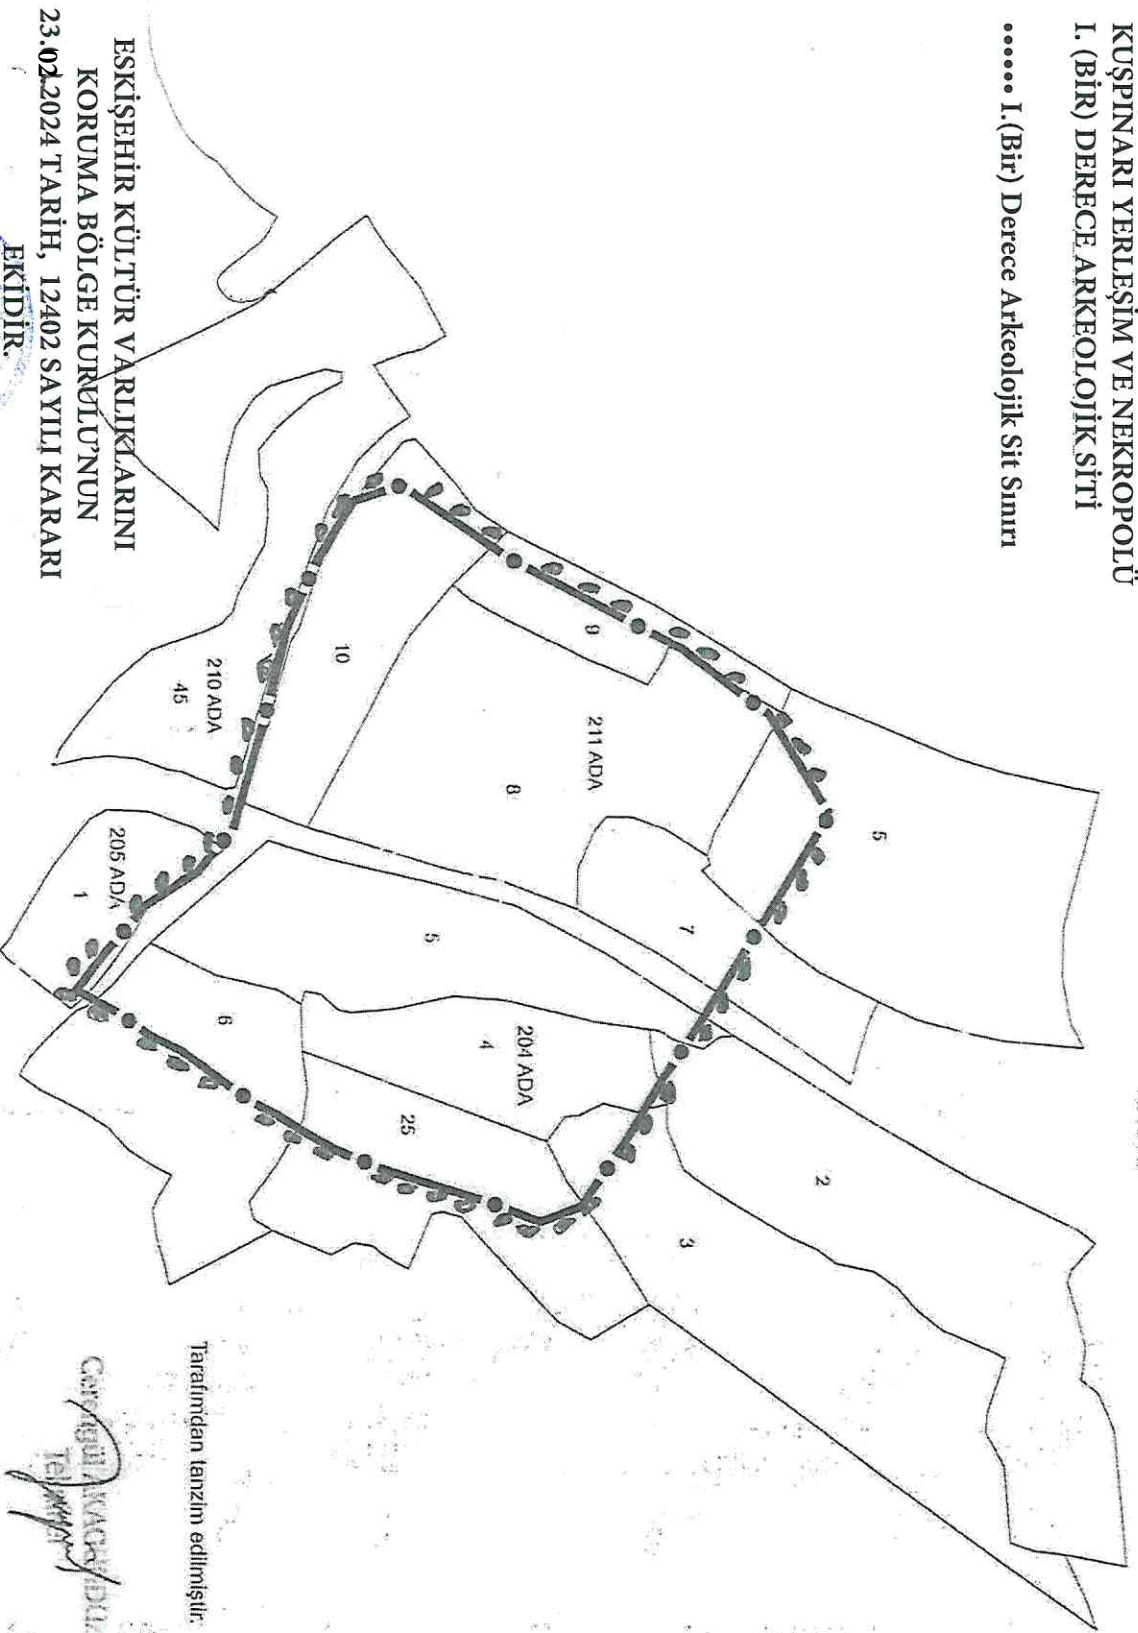 KUŞPINARI YERLEŞİM VE NEKROPOLÜ
I. (BİR) DERECE ARKEOLOJİK SİTİ
•••••• I.(Bir) Derece Arkeolojik Sit Sınırı
5
9
211 ADA
8
7
10
210 ADA
45
205 ADA
1
5
6
204 ADA
4
25
2
3
ESKİŞEHİR KÜLTÜR VARLIKLARINI
KORUMA BÖLGE KURULU'NUN
23.02.2024 TARİH, 12402 SAYILI KARARI
EKİDİR.
Tarafımdan tanzim edilmiştir.